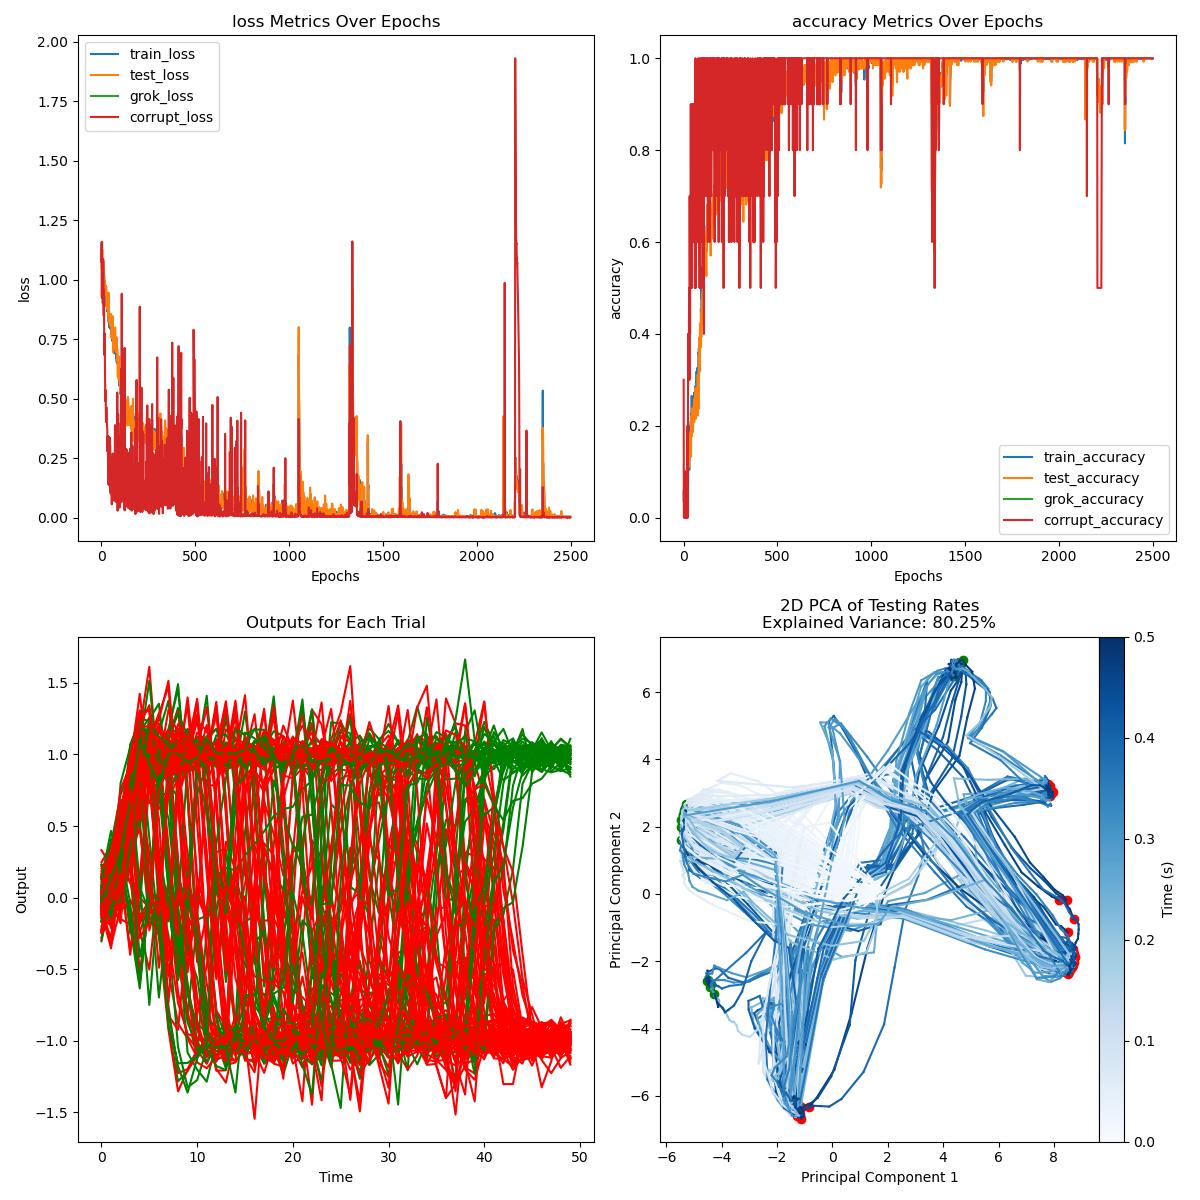 loss Metrics Over Epochs
2.00
1.75
1.50
1.25
1.00
0.75
0.50
0.25
0.00
loss
train_loss
test_loss
grok_loss
corrupt_loss
0 500 1000 1500 2000 2500
Epochs
accuracy Metrics Over Epochs
1.0
0.8
0.6
0.4
0.2
0.0
accuracy
train_accuracy
test_accuracy
grok_accuracy
corrupt_accuracy
0 500 1000 1500 2000 2500
Epochs
Outputs for Each Trial
1.5
1.0
0.5
0.0
−0.5
−1.0
−1.5
Output
0 10 20 30 40 50
Time
2D PCA of Testing Rates
Explained Variance: 80.25%
6
4
2
0
−2
−4
−6
Principal Component 2
−6 −4 −2 0 2 4 6 8
Principal Component 1
0.5
0.4
0.3
0.2
0.1
0.0
Time (s)